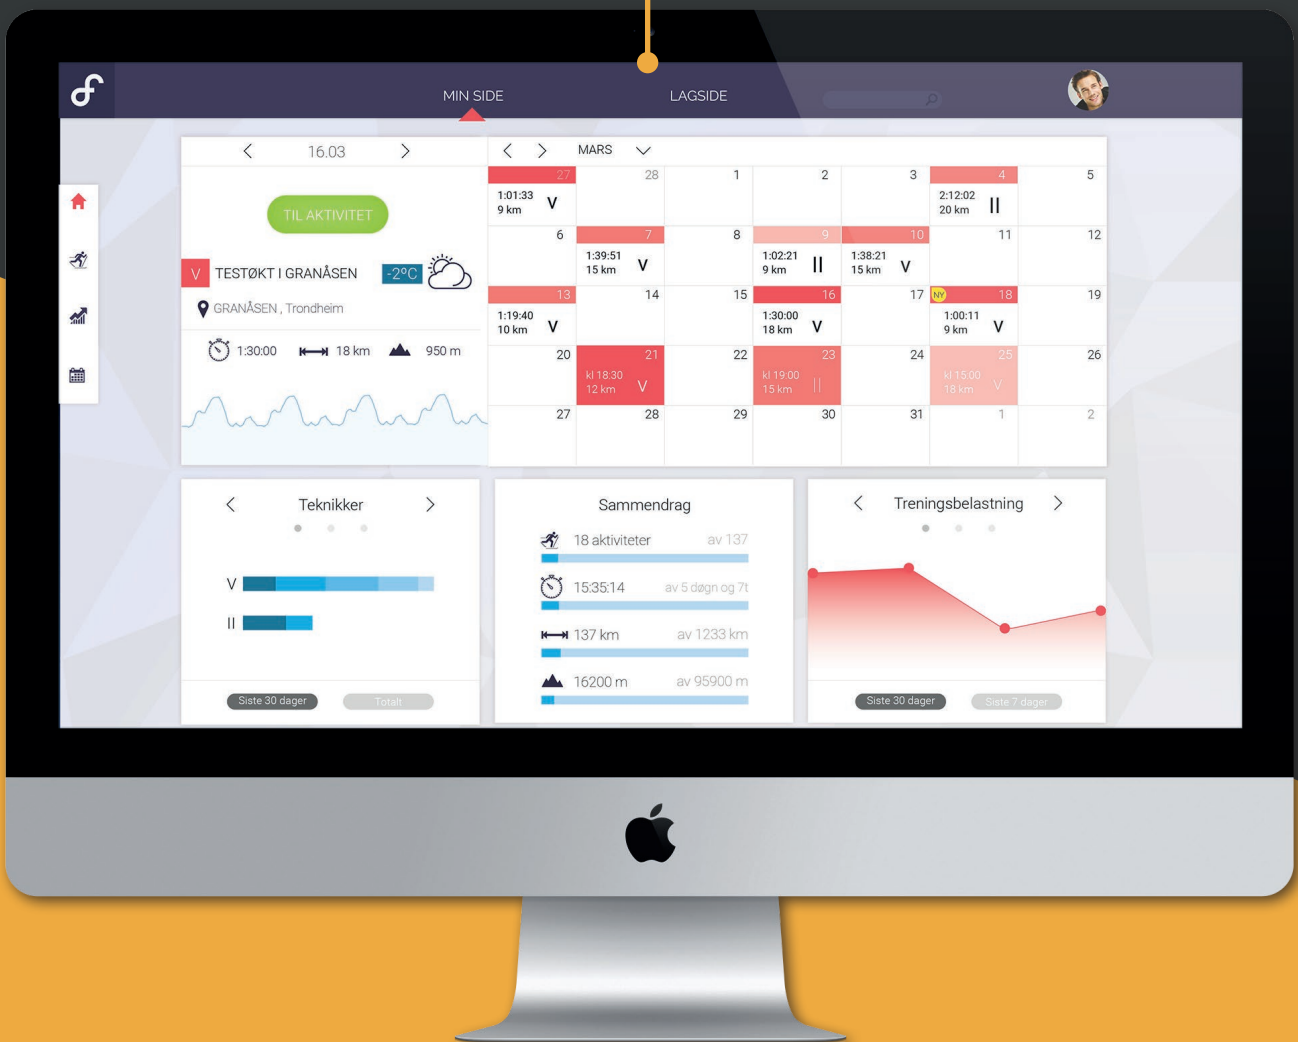 MIN SIDE
LAGSIDE
16.03
TIL AKTIVITET
V TESTØKT I GRANÅSEN -2ºC
GRANÅSEN , Trondheim
1:30:00 18 km 950 m
MARS
27 28 1 2 3 4 5
1:01:33
9 km V
2:12:02
20 km ||
6 7 8 9 10 11 12
1:39:51
15 km V
1:02:21
9 km ||
1:38:21
15 km V
13 14 15 16 17 NY 18 19
1:19:40
10 km V
1:30:00
18 km V
1:00:11
9 km V
20 21 22 23 24 25 26
kl 18:30
12 km V
kl 19:00
15 km ||
kl 15:00
18 km V
27 28 29 30 31 1 2
Teknikker
V
||
Siste 30 dager Totalt
Sammendrag
18 aktiviteter av 137
15:35:14 av 5 døgn og 7t
137 km av 1233 km
16200 m av 95900 m
Treningsbelastning
Siste 30 dager Siste 7 dager